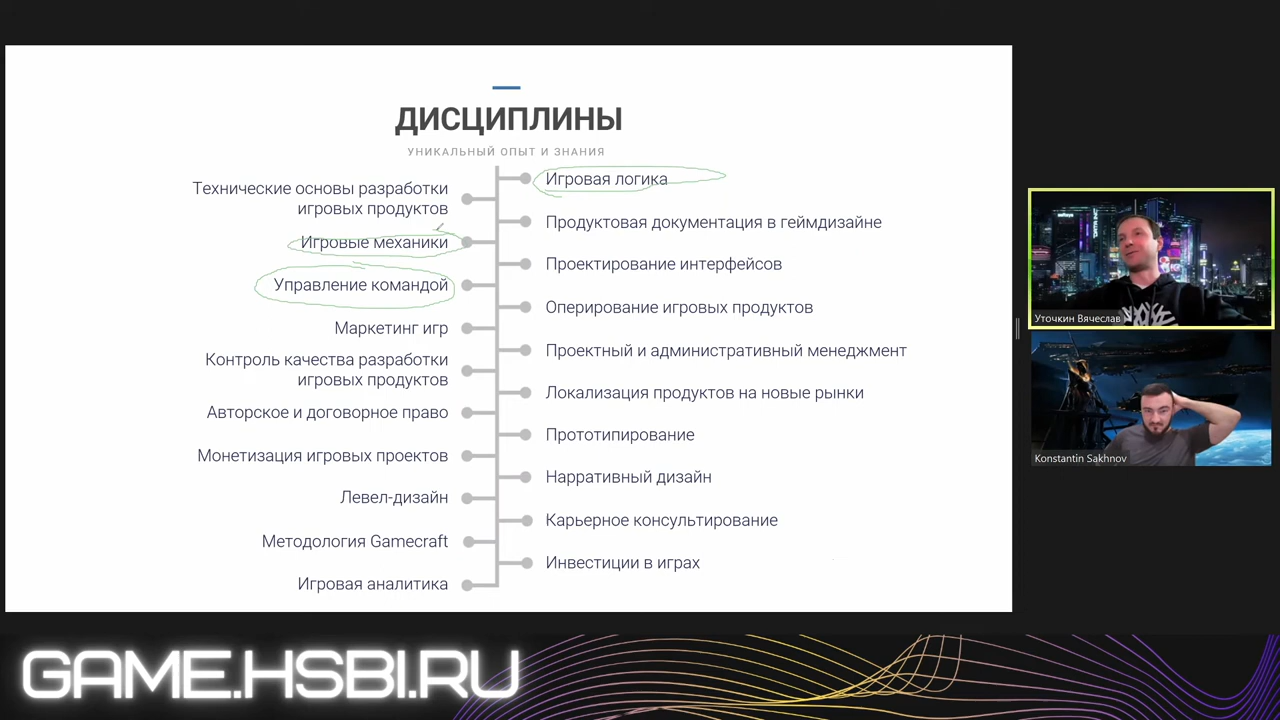 ДИСЦИПЛИНЫ
УНИКАЛЬНЫЙ ОПЫТ И ЗНАНИЯ
Технические основы разработки
игровых продуктов
Игровые механики
Управление командой
Маркетинг игр
Контроль качества разработки
игровых продуктов
Авторское и договорное право
Монетизация игровых проектов
Левел-дизайн
Методология Gamecraft
Игровая аналитика
Игровая логика
Продуктовая документация в геймдизайне
Проектирование интерфейсов
Оперирование игровых продуктов
Проектный и административный менеджмент
Локализация продуктов на новые рынки
Прототипирование
Нарративный дизайн
Карьерное консультирование
Инвестиции в играх
Уточкин Вячеслав
Konstantin Sakhnov
GAME.HSBI.RU